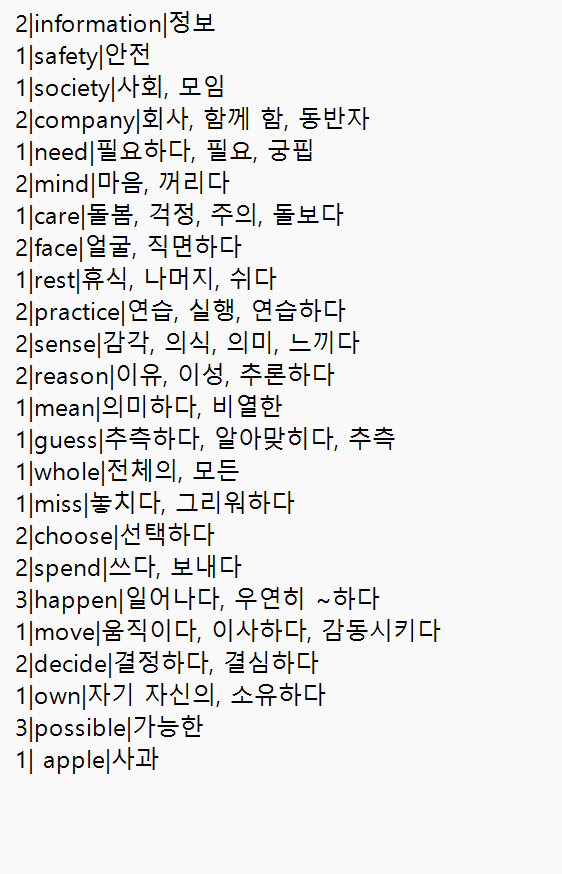 2|information|정보
1|safety|안전
1|society|사회, 모임
2|company|회사, 함께 함, 동반자
1|need|필요하다, 필요, 궁핍
2|mind|마음, 꺼리다
1|care|돌봄, 걱정, 주의, 돌보다
2|face|얼굴, 직면하다
1|rest|휴식, 나머지, 쉬다
2|practice|연습, 실행, 연습하다
2|sense|감각, 의식, 의미, 느끼다
2|reason|이유, 이성, 추론하다
1|mean|의미하다, 비열한
1|guess|추측하다, 알아맞히다, 추측
1|whole|전체의, 모든
1|miss|놓치다, 그리워하다
2|choose|선택하다
2|spend|쓰다, 보내다
3|happen|일어나다, 우연히 ~하다
1|move|움직이다, 이사하다, 감동시키다
2|decide|결정하다, 결심하다
1|own|자기 자신의, 소유하다
3|possible|가능한
1| apple|사과